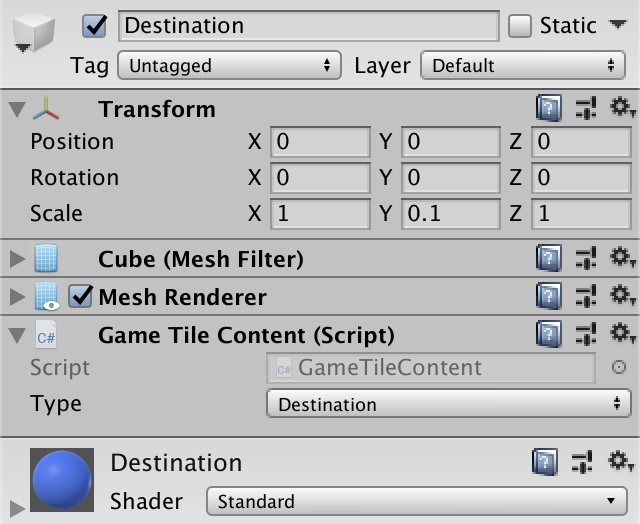 Destination Static
Tag Untagged Layer Default
Transform
Position X 0 Y 0 Z 0
Rotation X 0 Y 0 Z 0
Scale X 1 Y 0.1 Z 1
Cube (Mesh Filter)
Mesh Renderer
C# Game Tile Content (Script)
Script C# GameTileContent
Type Destination
Destination
Shader Standard